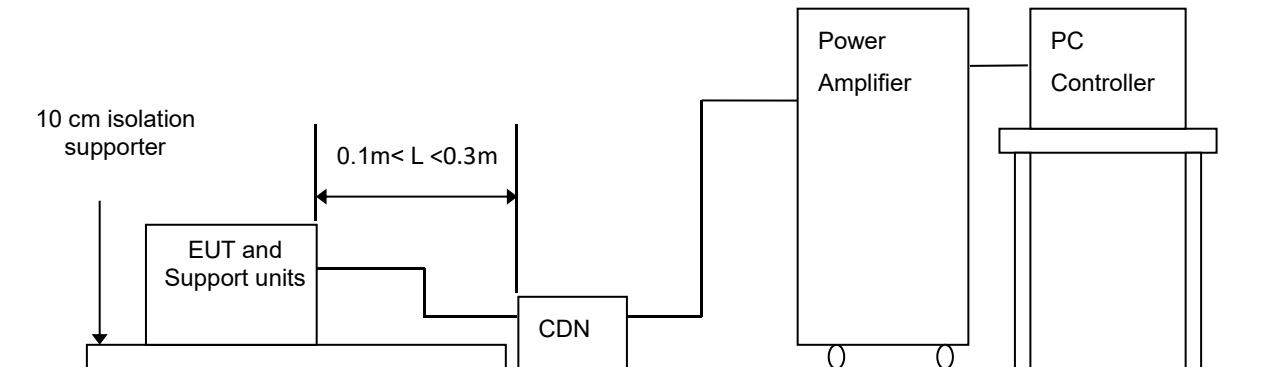 Power
Amplifier
PC
Controller
10 cm isolation
supporter
0.1m< L <0.3m
EUT and
Support units
CDN